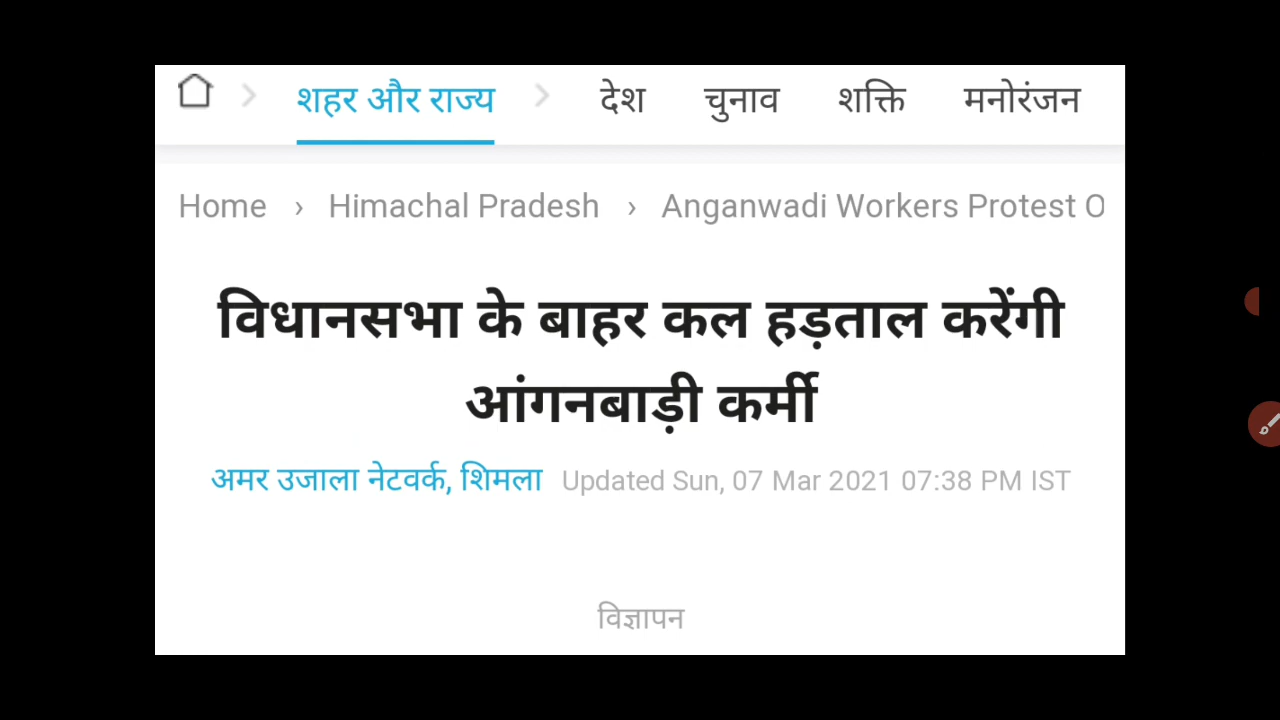 शहर और राज्य देश चुनाव शक्ति मनोरंजन
Home › Himachal Pradesh › Anganwadi Workers Protest O
विधानसभा के बाहर कल हड़ताल करेंगी
आंगनबाड़ी कर्मी
अमर उजाला नेटवर्क, शिमला Updated Sun, 07 Mar 2021 07:38 PM IST
विज्ञापन